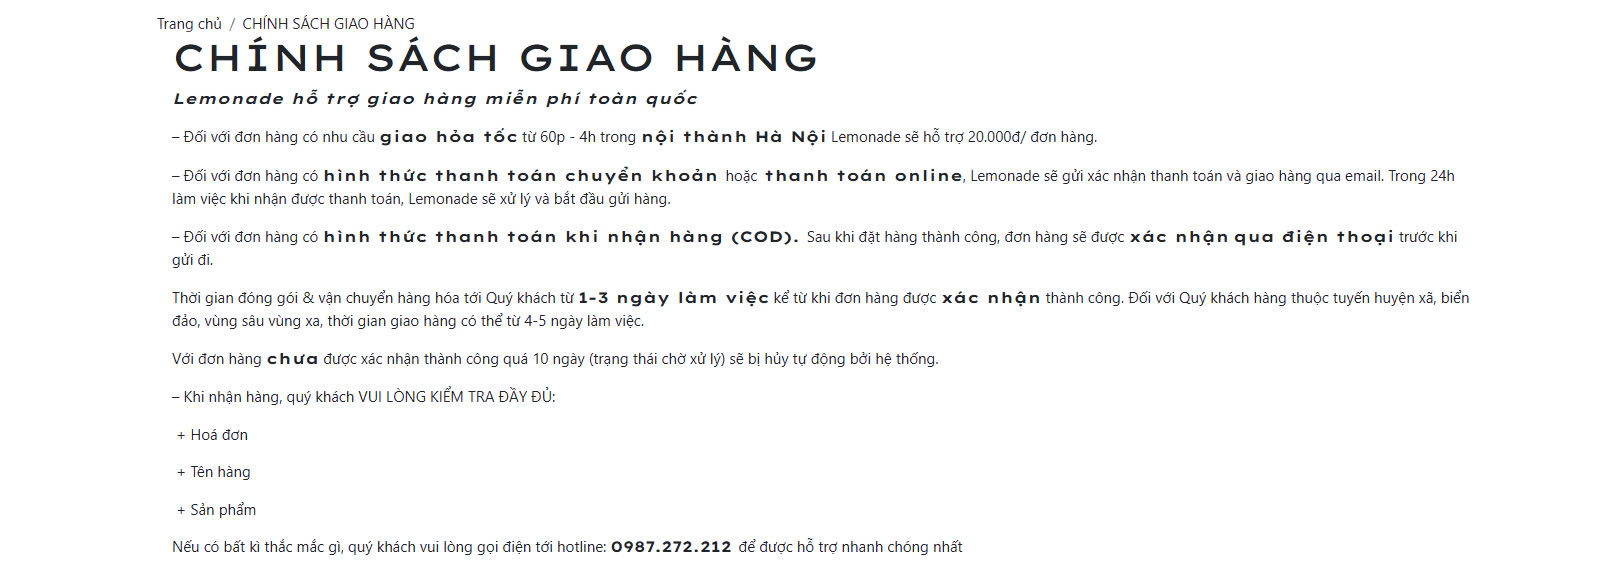 Trang chủ / CHÍNH SÁCH GIAO HÀNG
CHÍNH SÁCH GIAO HÀNG
Lemonade hỗ trợ giao hàng miễn phí toàn quốc
– Đối với đơn hàng có nhu cầu giao hỏa tốc từ 60p - 4h trong nội thành Hà Nội Lemonade sẽ hỗ trợ 20.000đ/ đơn hàng.
– Đối với đơn hàng có hình thức thanh toán chuyển khoản hoặc thanh toán online, Lemonade sẽ gửi xác nhận thanh toán và giao hàng qua email. Trong 24h
làm việc khi nhận được thanh toán, Lemonade sẽ xử lý và bắt đầu gửi hàng.
– Đối với đơn hàng có hình thức thanh toán khi nhận hàng (COD). Sau khi đặt hàng thành công, đơn hàng sẽ được xác nhận qua điện thoại trước khi
gửi đi.
Thời gian đóng gói & vận chuyển hàng hóa tới Quý khách từ 1-3 ngày làm việc kể từ khi đơn hàng được xác nhận thành công. Đối với Quý khách hàng thuộc tuyến huyện xã, biển
đảo, vùng sâu vùng xa, thời gian giao hàng có thể từ 4-5 ngày làm việc.
Với đơn hàng chưa được xác nhận thành công quá 10 ngày (trạng thái chờ xử lý) sẽ bị hủy tự động bởi hệ thống.
– Khi nhận hàng, quý khách VUI LÒNG KIỂM TRA ĐẦY ĐỦ:
+ Hoá đơn
+ Tên hàng
+ Sản phẩm
Nếu có bất kì thắc mắc gì, quý khách vui lòng gọi điện tới hotline: 0987.272.212 để được hỗ trợ nhanh chóng nhất